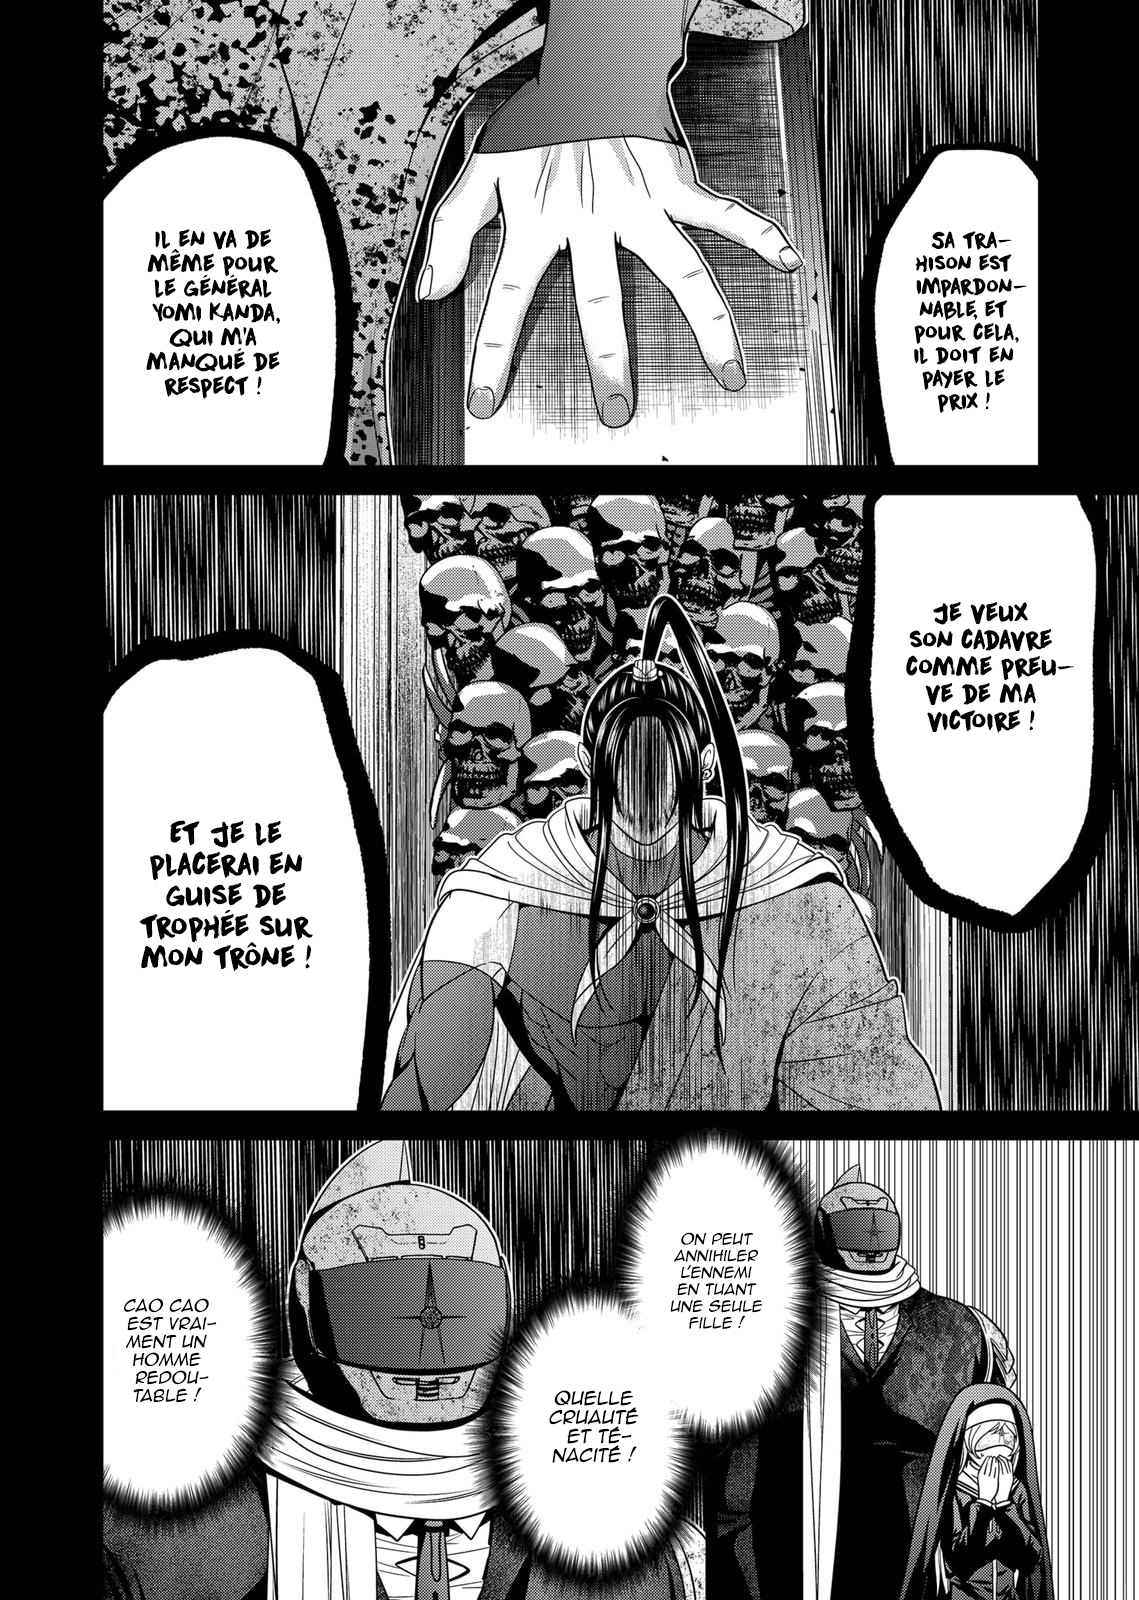 SA TRA-
HISON EST
IMPARDON-
NABLE, ET
POUR CELA,
IL DOIT EN
PAYER LE
PRIX !
IL EN VA DE
MÊME POUR
LE GÉNÉRAL
YOMI KANDA,
QUI M'A
MANQUÉ DE
RESPECT !
JE VEUX
SON CADAVRE
COMME PREU-
VE DE MA
VICTOIRE !
ET JE LE
PLACERAI EN
GUISE DE
TROPHÉE SUR
MON TRÔNE !
ON PEUT
ANNIHILER
L'ENNEMI
EN TUANT
UNE SEULE
FILLE !
QUELLE
CRUAUTÉ
ET TÉ-
NACITÉ !
CAO CAO
EST VRAI-
MENT UN
HOMME
REDOU-
TABLE !